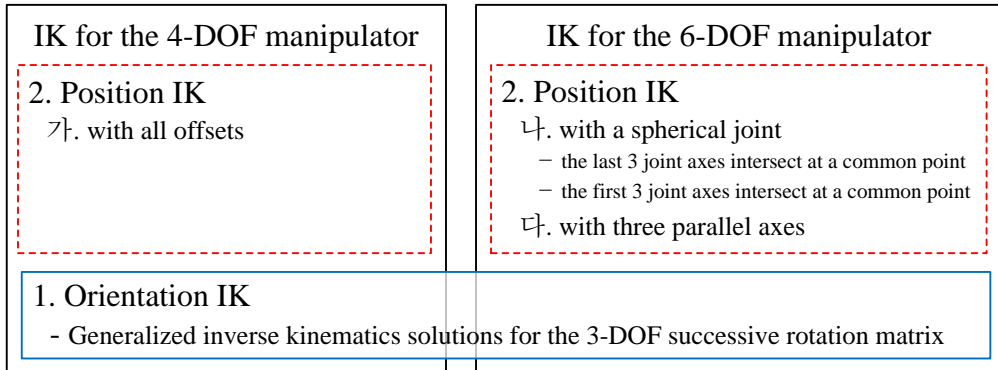 IK for the 4-DOF manipulator
2. Position IK
가. with all offsets
IK for the 6-DOF manipulator
2. Position IK
나. with a spherical joint
− the last 3 joint axes intersect at a common point
− the first 3 joint axes intersect at a common point
다. with three parallel axes
1. Orientation IK
- Generalized inverse kinematics solutions for the 3-DOF successive rotation matrix